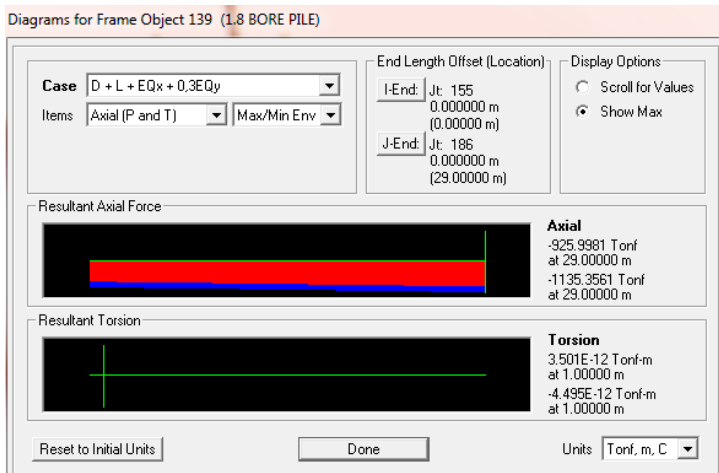 Diagrams for Frame Object 139 (1.8 BORE PILE)
Case D + L + EQx + 0,3EQy
Items Axial (P and T) Max/Min Env
End Length Offset (Location)
I-End: Jt: 155
0.000000 m
(0.00000 m)
J-End: Jt: 186
0.000000 m
(29.00000 m)
Display Options
Scroll for Values
Show Max
Resultant Axial Force
Axial
-925.9981 Tonf
at 29.00000 m
-1135.3561 Tonf
at 29.00000 m
Resultant Torsion
Torsion
3.501E-12 Tonf-m
at 1.00000 m
-4.495E-12 Tonf-m
at 1.00000 m
Reset to Initial Units
Done
Units Tonf, m, C